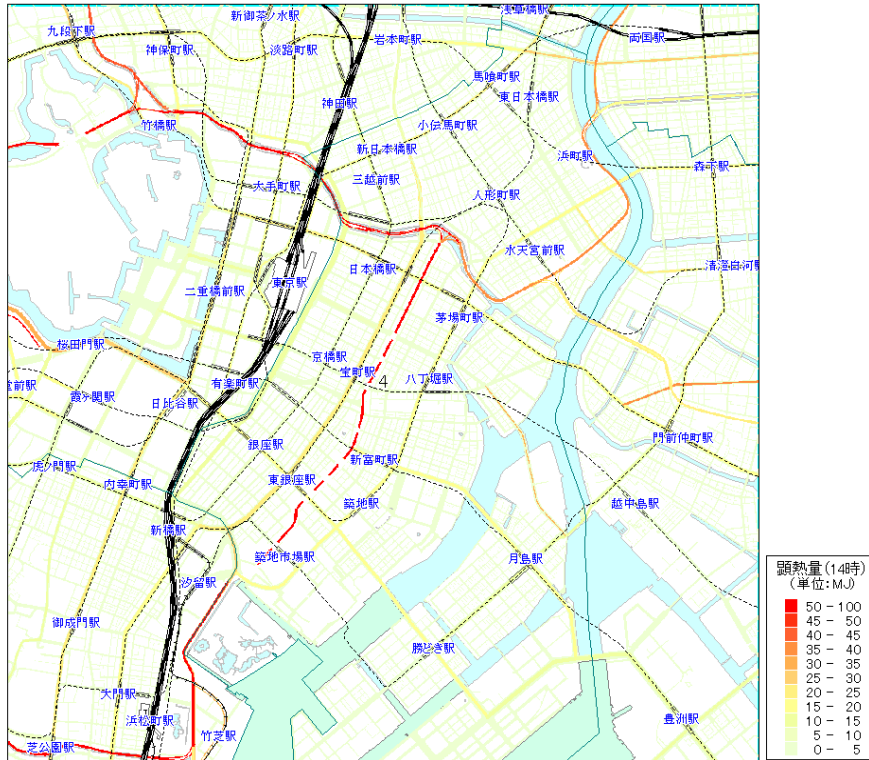 新御茶ノ水駅
浅草橋駅
九段下駅
岩本町駅
両国駅
神保町駅
淡路町駅
馬喰町駅
神田駅
東日本橋駅
竹橋駅
小伝馬町駅
新日本橋駅
浜町駅
森下駅
三越前駅
大手町駅
人形町駅
水天宮前駅
日本橋駅
清澄白河駅
東京駅
二重橋前駅
茅場町駅
桜田門駅
京橋駅
宝町駅
4
八丁堀駅
有楽町駅
堂前駅
霞ヶ関駅
日比谷駅
門前仲町駅
銀座駅
新富町駅
虎ノ門駅
東銀座駅
内幸町駅
築地駅
越中島駅
新橋駅
築地市場駅
月島駅
汐留駅
御成門駅
勝どき駅
大門駅
浜松町駅
竹芝駅
豊洲駅
芝公園駅
顕熱量(14時)
(単位:MJ)
50 - 100
45 - 50
40 - 45
35 - 40
30 - 35
25 - 30
20 - 25
15 - 20
10 - 15
5 - 10
0 - 5